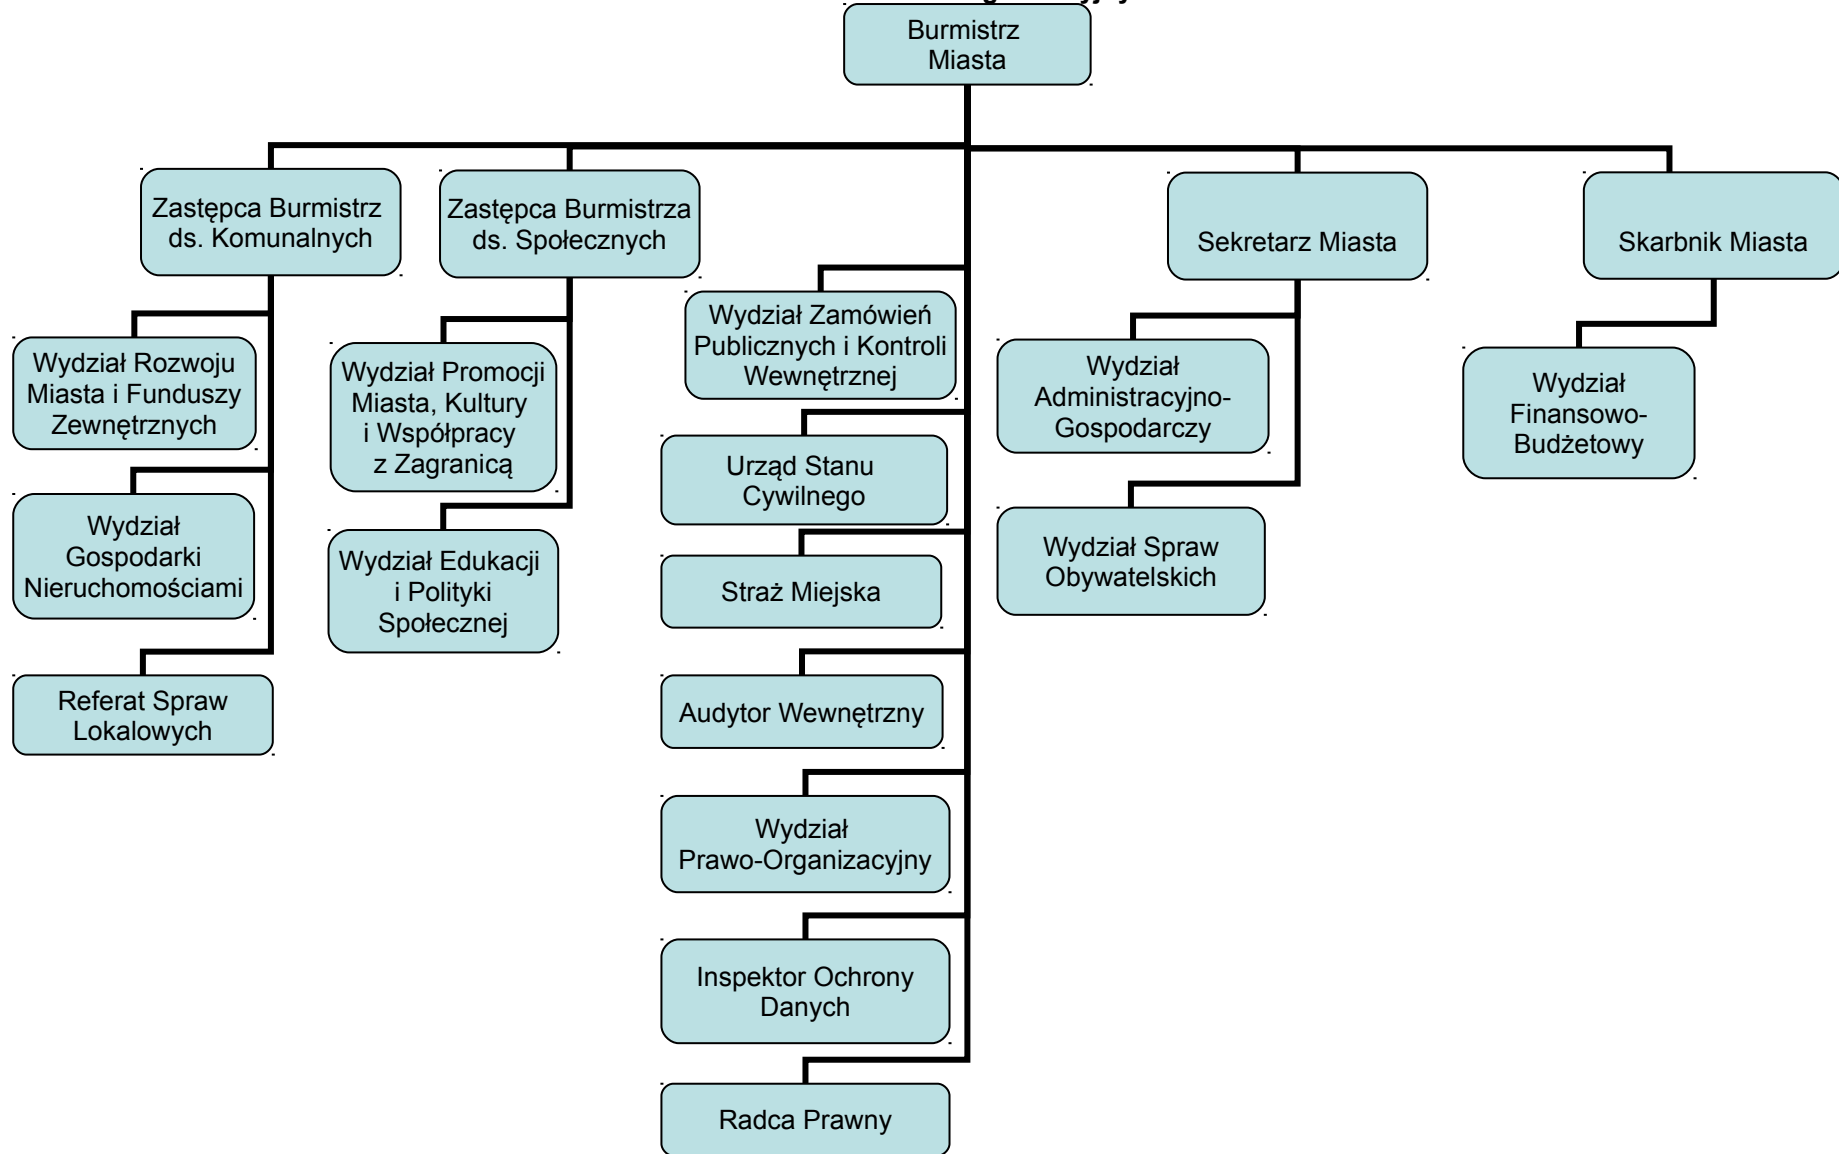 Burmistrz
Miasta
Zastępca Burmistrz
ds. Komunalnych
Zastępca Burmistrza
ds. Społecznych
Sekretarz Miasta
Skarbnik Miasta
Wydział Rozwoju
Miasta i Funduszy
Zewnętrznych
Wydział
Gospodarki
Nieruchomościami
Referat Spraw
Lokalowych
Wydział Promocji
Miasta, Kultury
i Współpracy
z Zagranicą
Wydział Edukacji
i Polityki
Społecznej
Wydział Zamówień
Publicznych i Kontroli
Wewnętrznej
Urząd Stanu
Cywilnego
Straż Miejska
Audytor Wewnętrzny
Wydział
Prawo-Organizacyjny
Inspektor Ochrony
Danych
Radca Prawny
Wydział
Administracyjno-
Gospodarczy
Wydział Spraw
Obywatelskich
Wydział
Finansowo-
Budżetowy